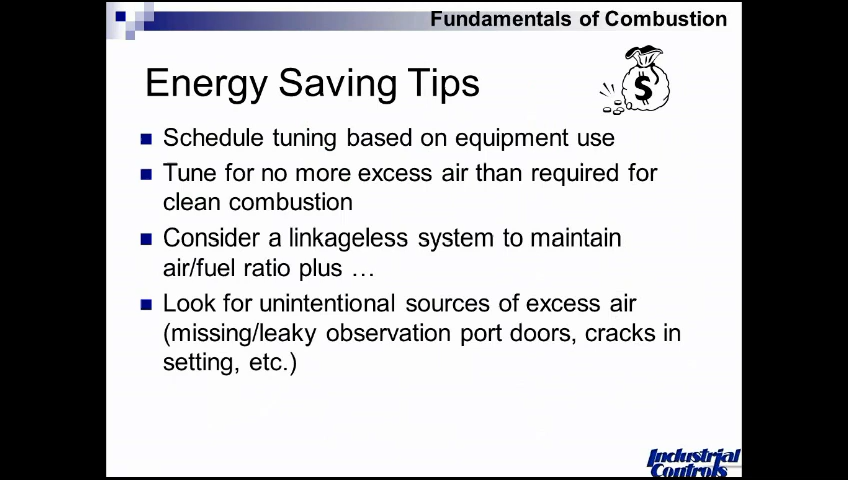 Fundamentals of Combustion
Energy Saving Tips
$
Schedule tuning based on equipment use
Tune for no more excess air than required for
clean combustion
Consider a linkageless system to maintain
air/fuel ratio plus …
Look for unintentional sources of excess air
(missing/leaky observation port doors, cracks in
setting, etc.)
Industrial
Controls